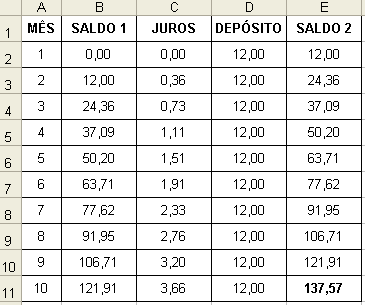 A B C D E
1 MÊS SALDO 1 JUROS DEPÓSITO SALDO 2
2 1 0,00 0,00 12,00 12,00
3 2 12,00 0,36 12,00 24,36
4 3 24,36 0,73 12,00 37,09
5 4 37,09 1,11 12,00 50,20
6 5 50,20 1,51 12,00 63,71
7 6 63,71 1,91 12,00 77,62
8 7 77,62 2,33 12,00 91,95
9 8 91,95 2,76 12,00 106,71
10 9 106,71 3,20 12,00 121,91
11 10 121,91 3,66 12,00 137,57